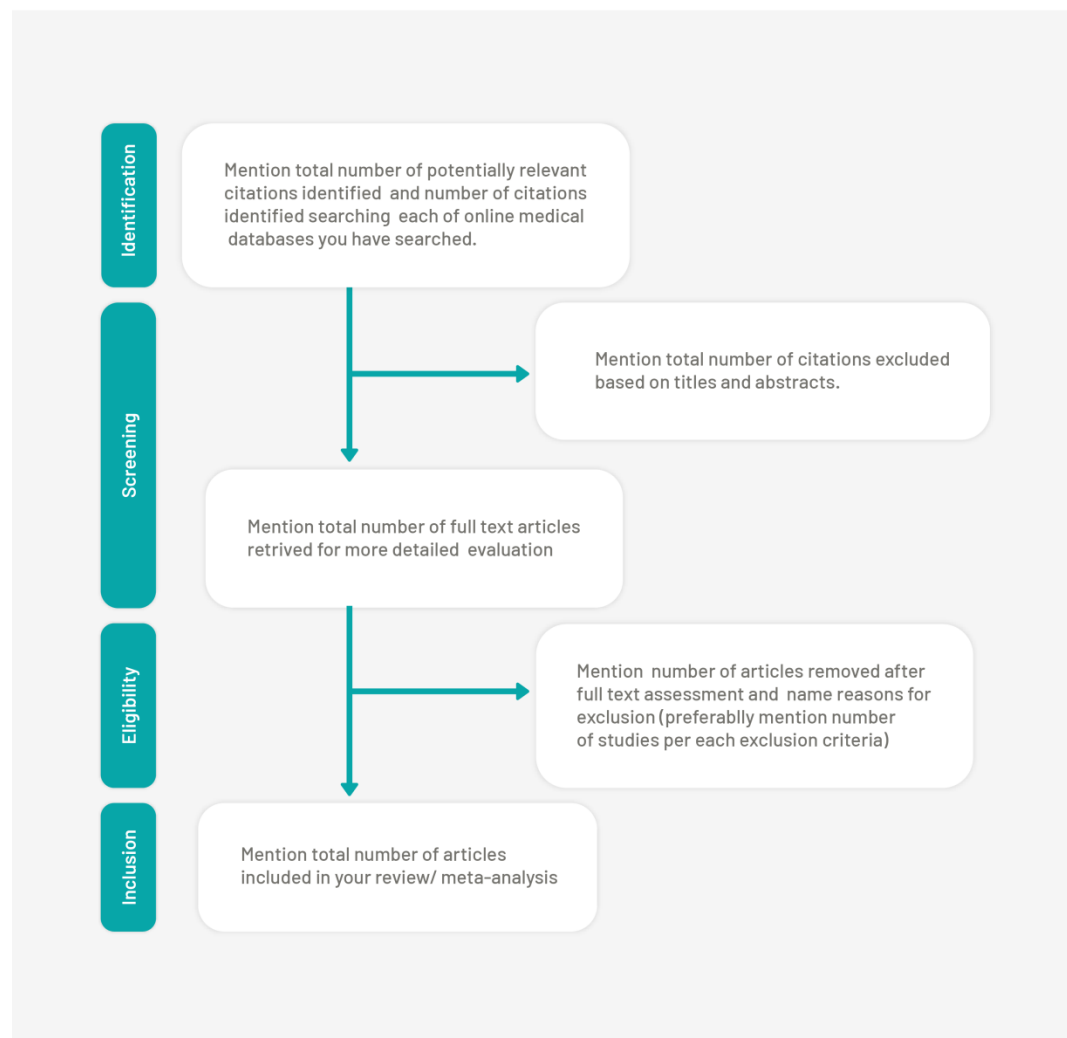 Identification
Mention total number of potentially relevant
citations identified  and number of citations
identified searching  each of online medical
databases you have searched.
Screening
Mention total number of citations excluded
based on titles and abstracts.
Mention total number of full text articles
retrived for more detailed  evaluation
Eligibility
Mention  number of articles removed after
full text assessment and  name reasons for
exclusion (preferablly mention number
of studies per each exclusion criteria)
Inclusion
Mention total number of articles
included in your review/ meta-analysis